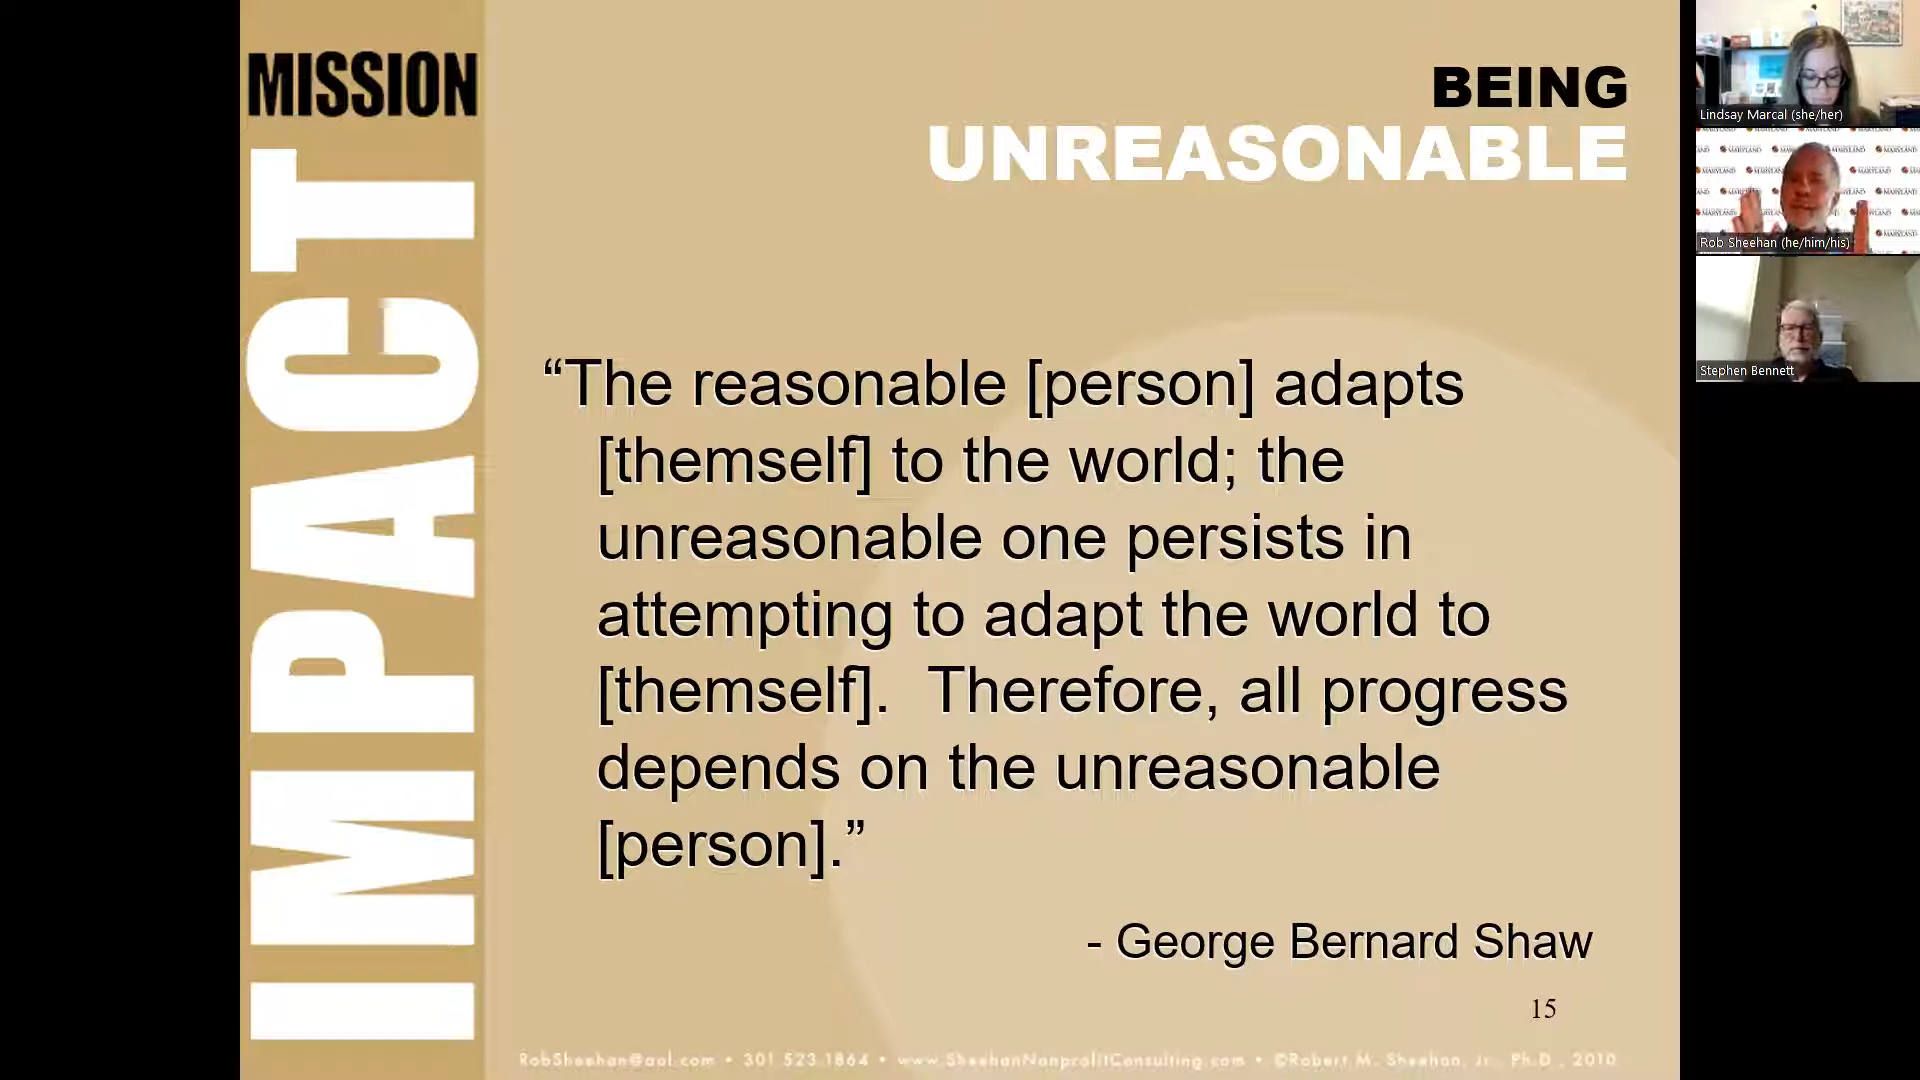 MISSION
IMPACT
BEING
UNREASONABLE
“The reasonable [person] adapts
[themself] to the world; the
unreasonable one persists in
attempting to adapt the world to
[themself].  Therefore, all progress
depends on the unreasonable
[person].”
- George Bernard Shaw
15
RobSheehan@aol.com • 301.523.1864 • www.SheehanNonprofitConsulting.com • ©Robert M. Sheehan, Jr., Ph.D., 2010
Lindsay Marcal (she/her)
MARYLAND
Rob Sheehan (he/him/his)
Stephen Bennett